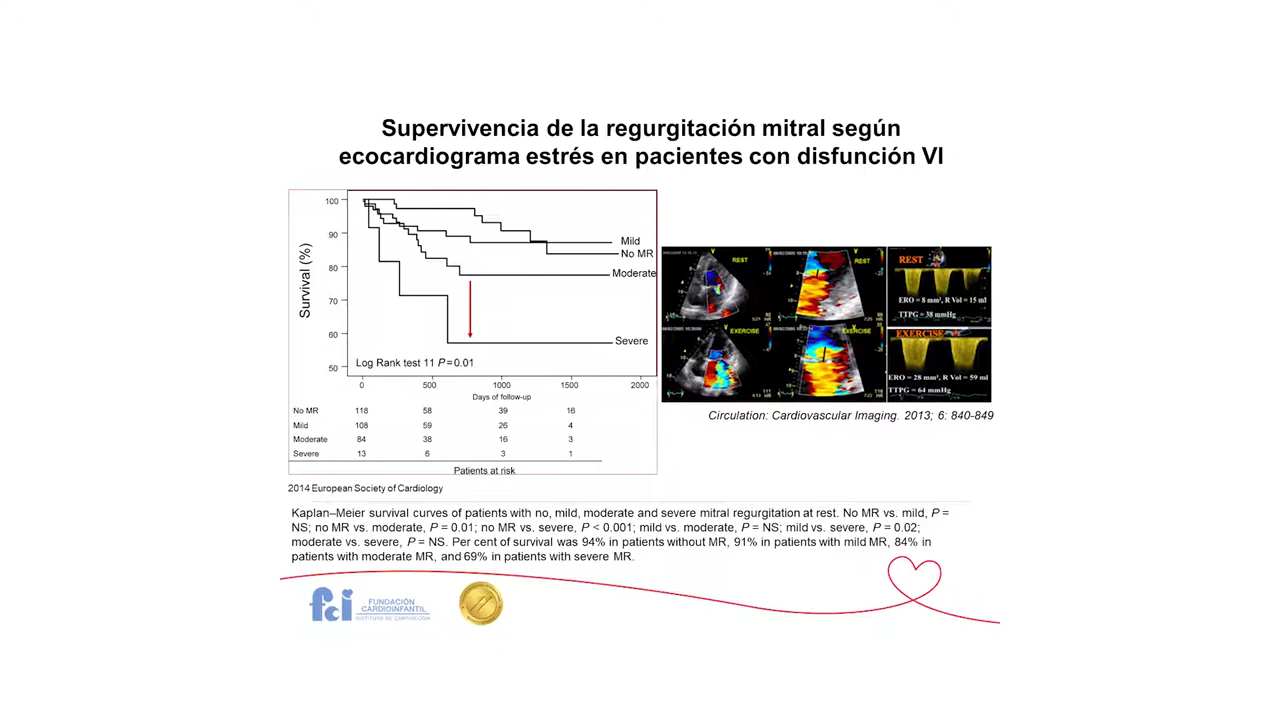 Supervivencia de la regurgitación mitral según
ecocardiograma estrés en pacientes con disfunción VI
Survival (%)
100
90
80
70
60
50
Mild
No MR
Moderate
Severe
Log Rank test 11 P=0.01
0 500 1000 1500 2000
Days of follow-up
No MR 118 58 39 16
Mild 108 59 26 4
Moderate 84 38 16 3
Severe 13 6 3 1
Patients at risk
2014 European Society of Cardiology
V
REST
V
REST
REST
ERO = 8 mm², R Vol = 15 ml
TTPG = 38 mmHg
EXERCISE
EXERCISE
EXERCISE
ERO = 28 mm², R Vol = 59 ml
TTPG = 64 mmHg
Circulation: Cardiovascular Imaging. 2013; 6: 840-849
Kaplan–Meier survival curves of patients with no, mild, moderate and severe mitral regurgitation at rest. No MR vs. mild, P =
NS; no MR vs. moderate, P = 0.01; no MR vs. severe, P < 0.001; mild vs. moderate, P = NS; mild vs. severe, P = 0.02;
moderate vs. severe, P = NS. Per cent of survival was 94% in patients without MR, 91% in patients with mild MR, 84% in
patients with moderate MR, and 69% in patients with severe MR.
fci
FUNDACIÓN
CARDIOINFANTIL
INSTITUTO DE CARDIOLOGÍA